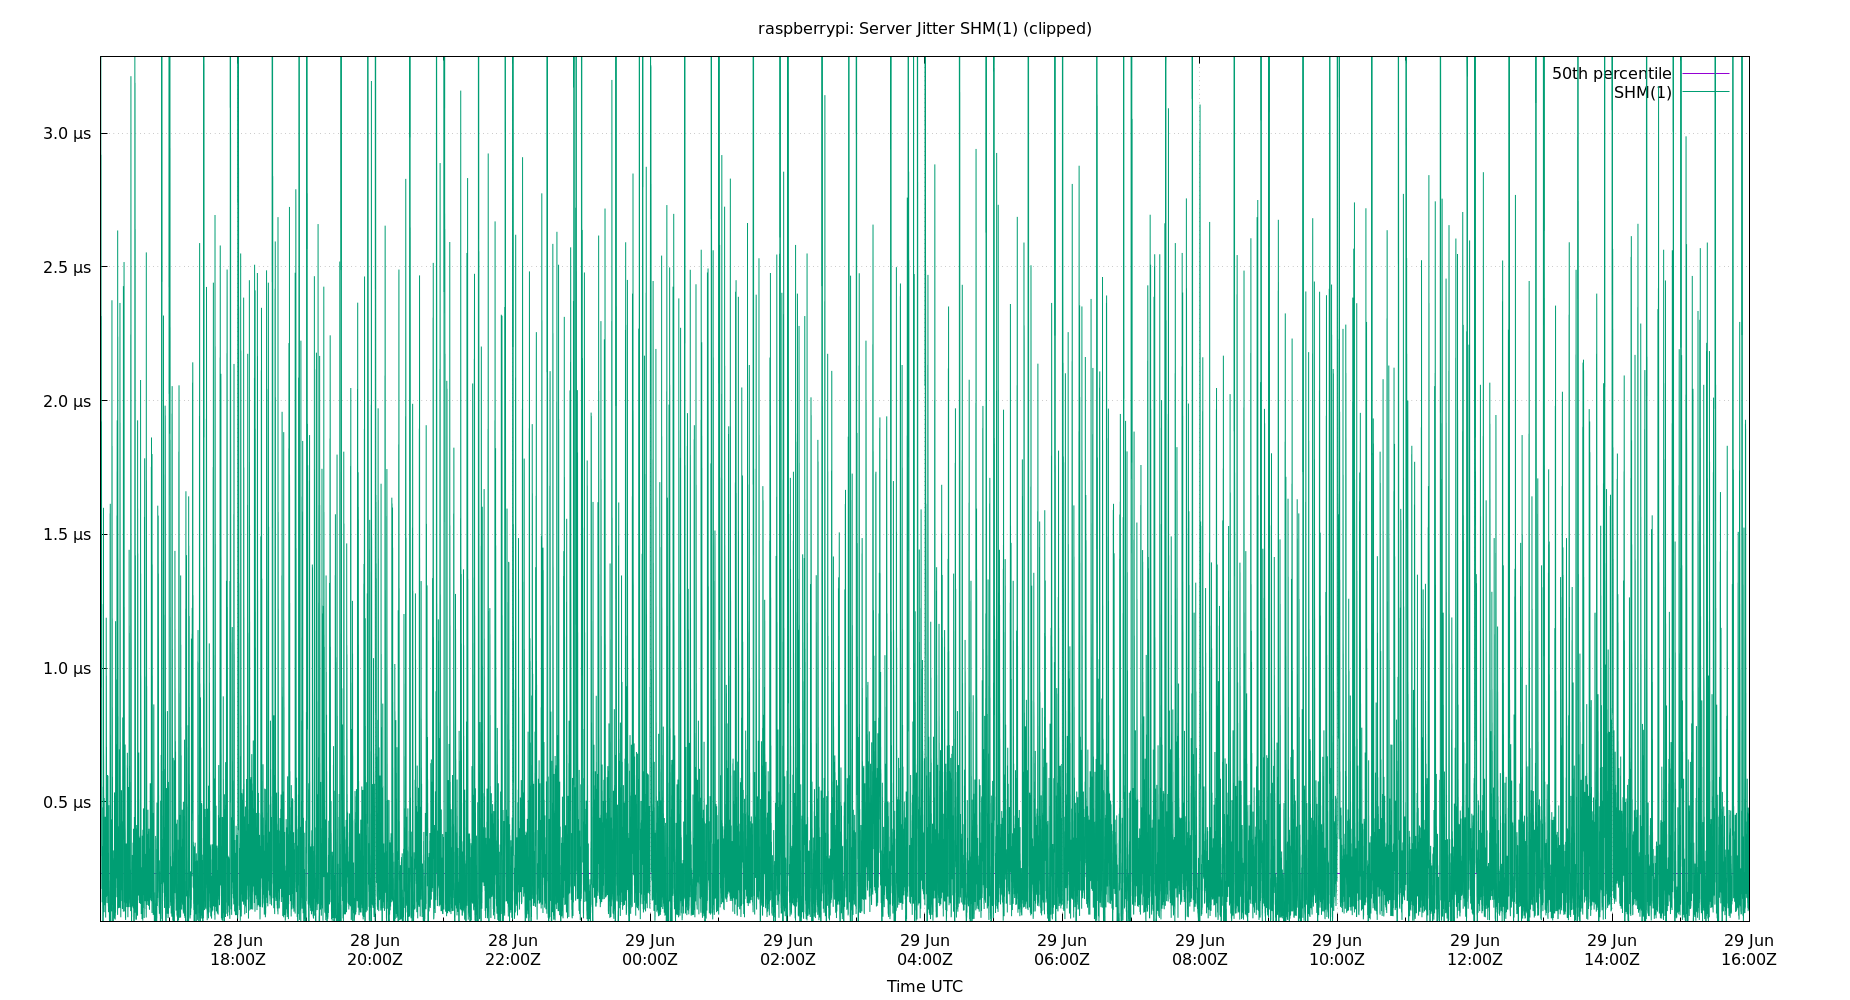 raspberrypi: Server Jitter SHM(1) (clipped)
50th percentile
SHM(1)
3.0 µs
2.5 µs
2.0 µs
1.5 µs
1.0 µs
0.5 µs
28 Jun 28 Jun 28 Jun 29 Jun 29 Jun 29 Jun 29 Jun 29 Jun 29 Jun 29 Jun 29 Jun 29 Jun
18:00Z 20:00Z 22:00Z 00:00Z 02:00Z 04:00Z 06:00Z 08:00Z 10:00Z 12:00Z 14:00Z 16:00Z
Time UTC